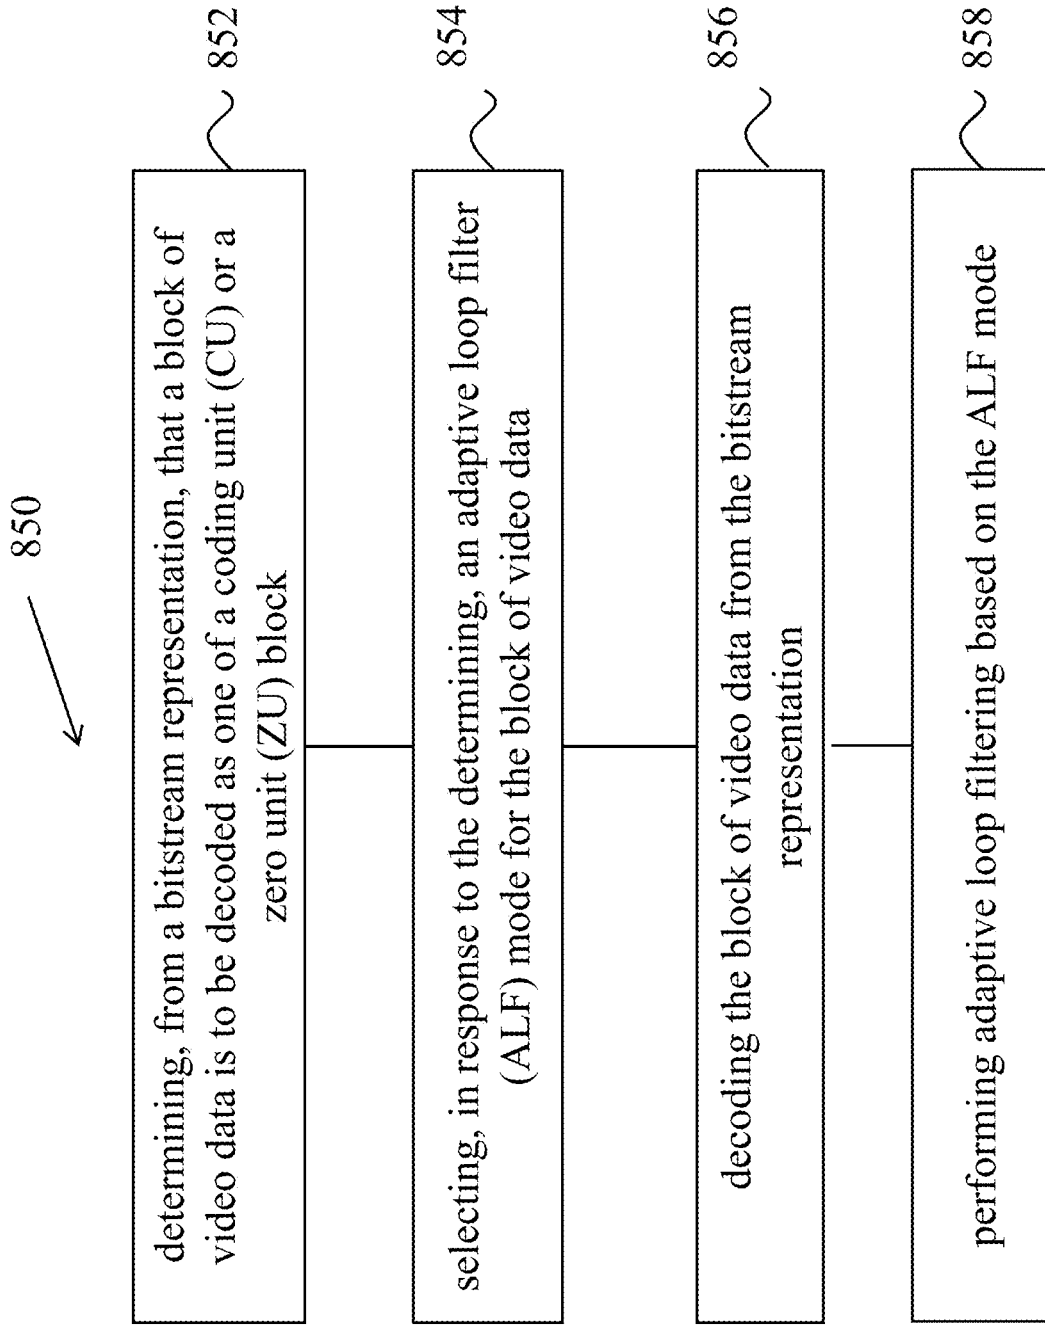 850
determining, from a bitstream representation, that a block of
video data is to be decoded as one of a coding unit (CU) or a
zero unit (ZU) block
852
selecting, in response to the determining, an adaptive loop filter
(ALF) mode for the block of video data
854
decoding the block of video data from the bitstream
representation
856
performing adaptive loop filtering based on the ALF mode
858